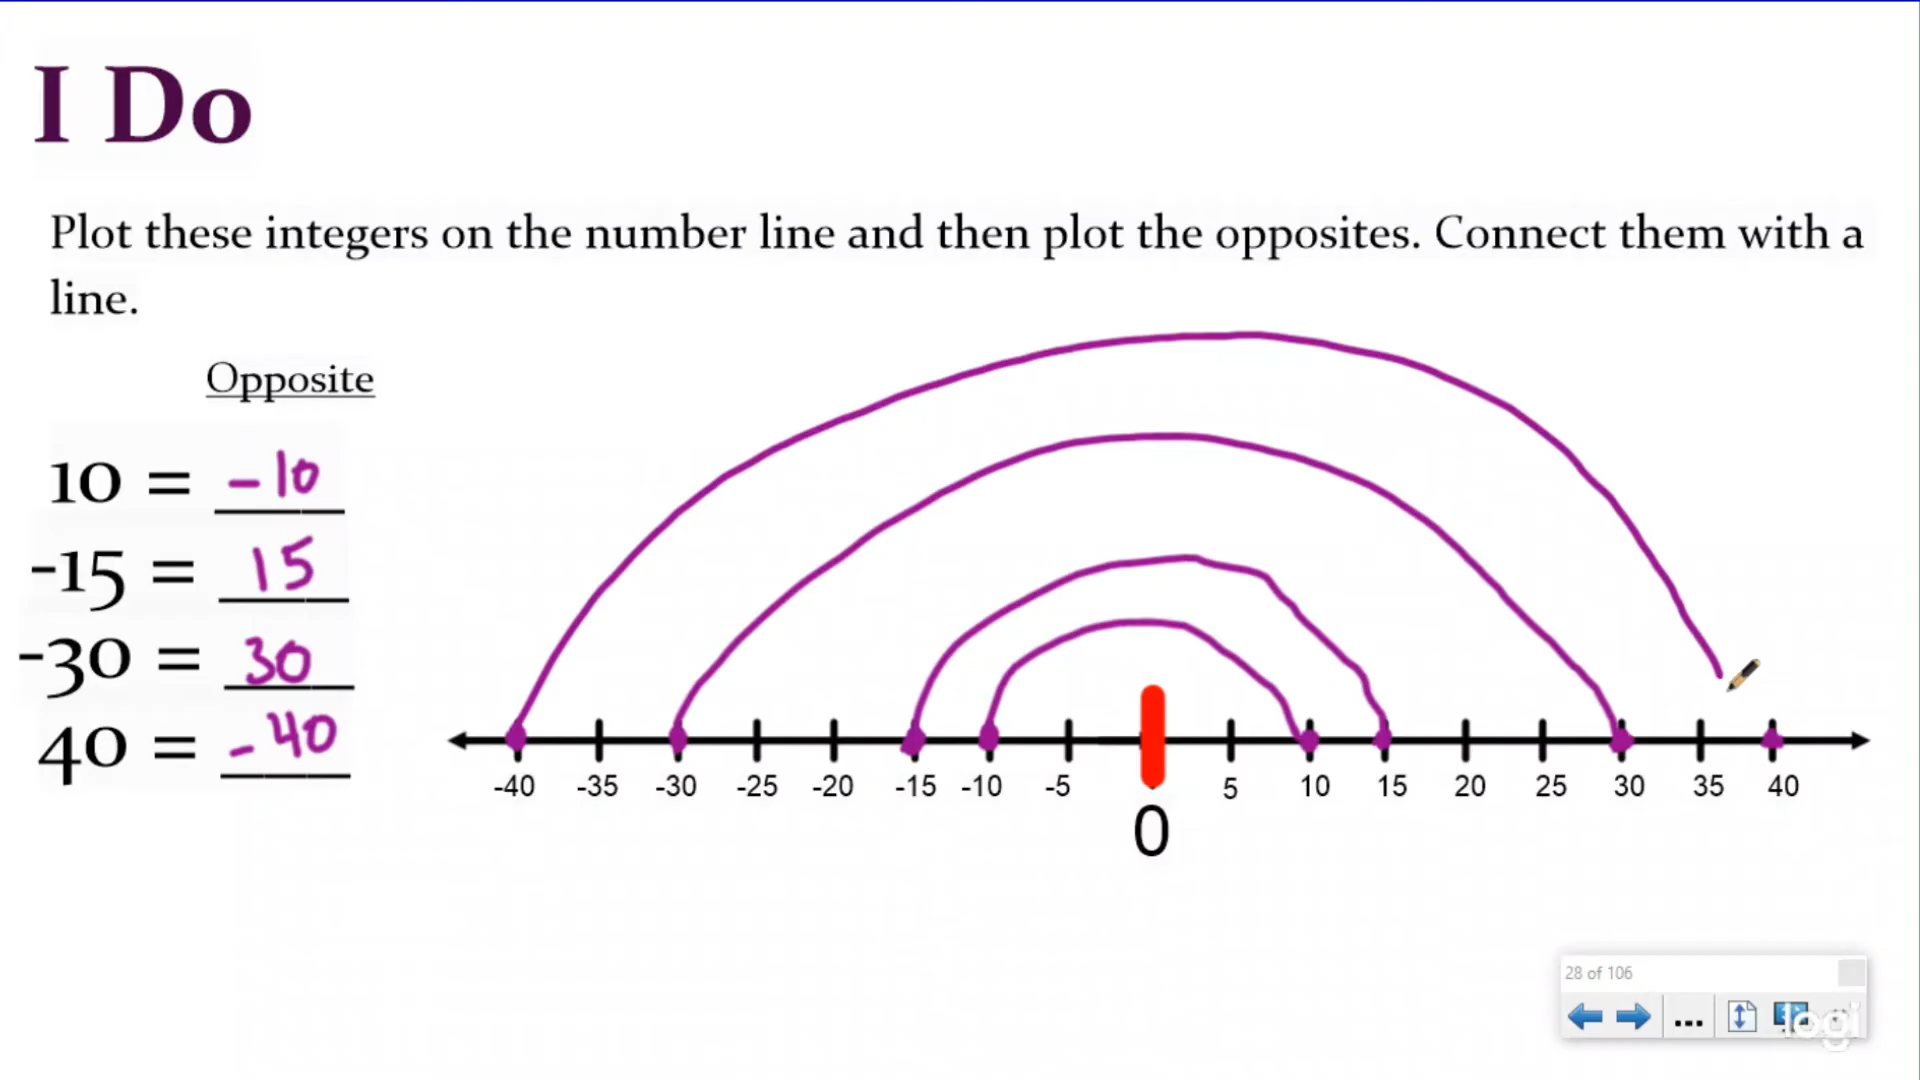 I Do
Plot these integers on the number line and then plot the opposites. Connect them with a
line.
Opposite
10 = -10
-15 = 15
-30 = 30
40 = -40
-40 -35 -30 -25 -20 -15 -10 -5 5 10 15 20 25 30 35 40
0
28 of 106
...
logi